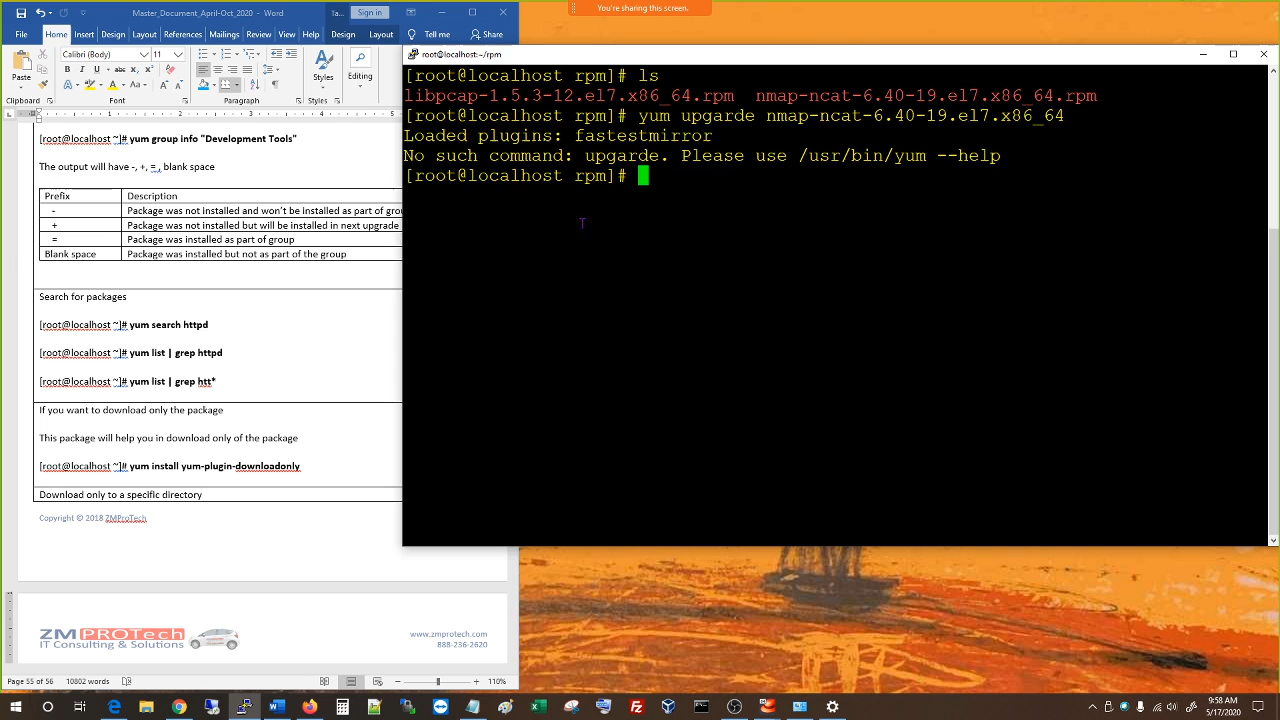 You're sharing this screen.
Master_Document_April-Oct_2020 - Word
Ta...
Sign in
File Home Insert Design Layout References Mailings Review View Help Design Layout Tell me Share
Calibri (Body) 11
Paste
Styles
Editing
Clipboard Font Paragraph Styles
[root@localhost ~]# yum group info "Development Tools"
The output will have -, +, =, blank space
Prefix Description
- Package was not installed and won't be installed as part of grou
+ Package was not installed but will be installed in next upgrade
= Package was installed as part of group
Blank space Package was installed but not as part of the group
Search for packages
[root@localhost ~]# yum search httpd
[root@localhost ~]# yum list | grep httpd
[root@localhost ~]# yum list | grep htt*
If you want to download only the package
This package will help you in download only of the package
[root@localhost ~]# yum install yum-plugin-downloadonly
Download only to a specific directory
Copyright © 2018 ZMProTech
ZMPROTech
IT Consulting & Solutions
www.zmprotech.com
888-236-2620
Page 55 of 56 10802 words 110%
root@localhost:~/rpm
[root@localhost rpm]# ls
libpcap-1.5.3-12.el7.x86_64.rpm nmap-ncat-6.40-19.el7.x86_64.rpm
[root@localhost rpm]# yum upgarde nmap-ncat-6.40-19.el7.x86_64
Loaded plugins: fastestmirror
No such command: upgarde. Please use /usr/bin/yum --help
[root@localhost rpm]#
9:58 AM
5/17/2020